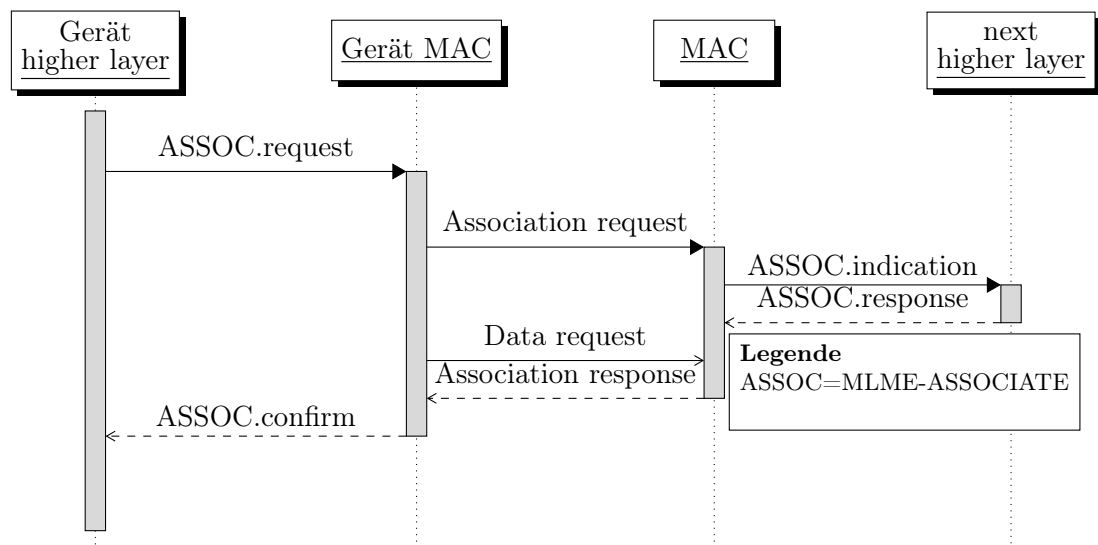 Gerät
higher layer
Gerät MAC
MAC
next
higher layer
ASSOC.request
Association request
ASSOC.indication
ASSOC.response
Data request
Legende
ASSOC=MLME-ASSOCIATE
Association response
ASSOC.confirm